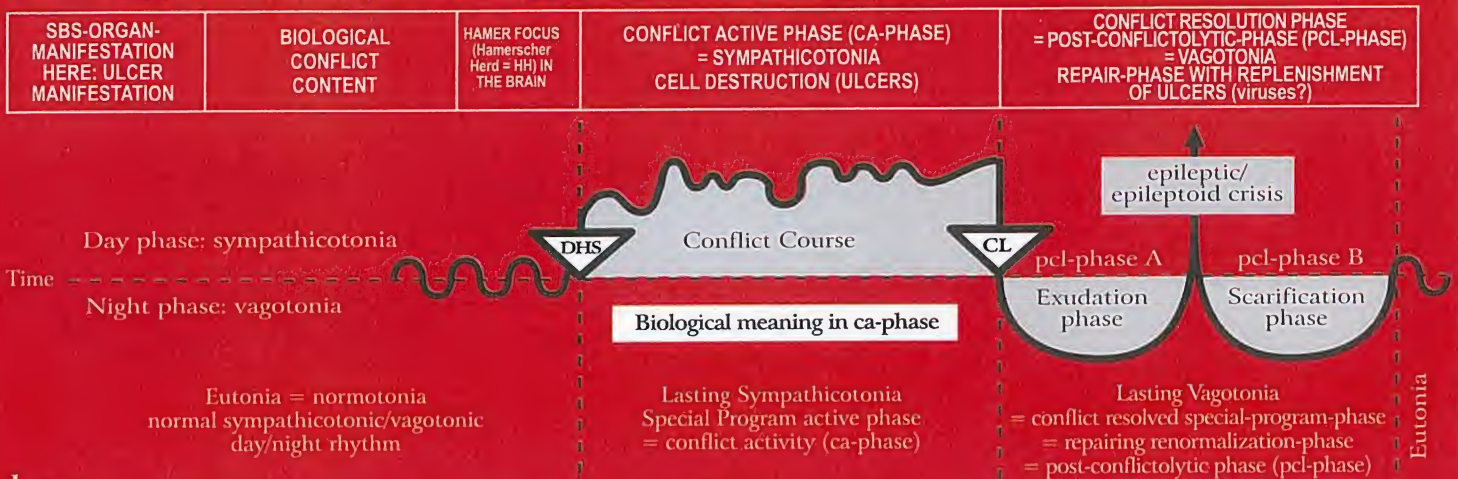 SBS-ORGAN-
MANIFESTATION
HERE: ULCER
MANIFESTATION
BIOLOGICAL
CONFLICT
CONTENT
HAMER FOCUS
(Hamerscher
Herd = HH) IN
THE BRAIN
CONFLICT ACTIVE PHASE (CA-PHASE)
= SYMPATHICOTONIA
CELL DESTRUCTION (ULCERS)
CONFLICT RESOLUTION PHASE
= POST-CONFLICTOLYTIC-PHASE (PCL-PHASE)
= VAGOTONIA
REPAIR-PHASE WITH REPLENISHMENT
OF ULCERS (viruses?)
epileptic/
epileptoid crisis
Day phase: sympathicotonia
DHS
Conflict Course
CL
pcl-phase A
pcl-phase B
Time
Night phase: vagotonia
Exudation
phase
Scarification
phase
Biological meaning in ca-phase
Eutonia = normotonia
normal sympathicotonic/vagotonic
day/night rhythm
Lasting Sympathicotonia
Special Program active phase
= conflict activity (ca-phase)
Lasting Vagotonia
= conflict resolved special-program-phase
= repairing renormalization-phase
= post-conflictolytic phase (pcl-phase)
Eutonia